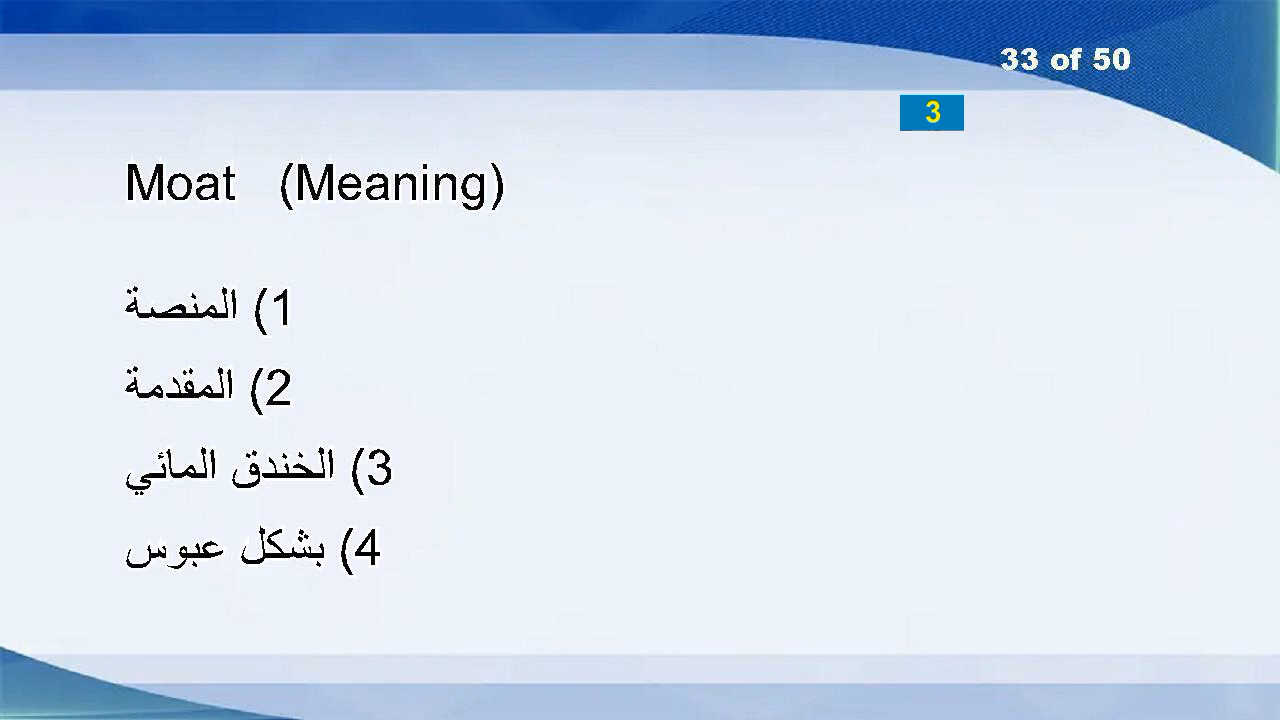 33 of 50
3
Moat (Meaning)
1) المنصة
2) المقدمة
3) الخندق المائي
4) بشكل عبوس